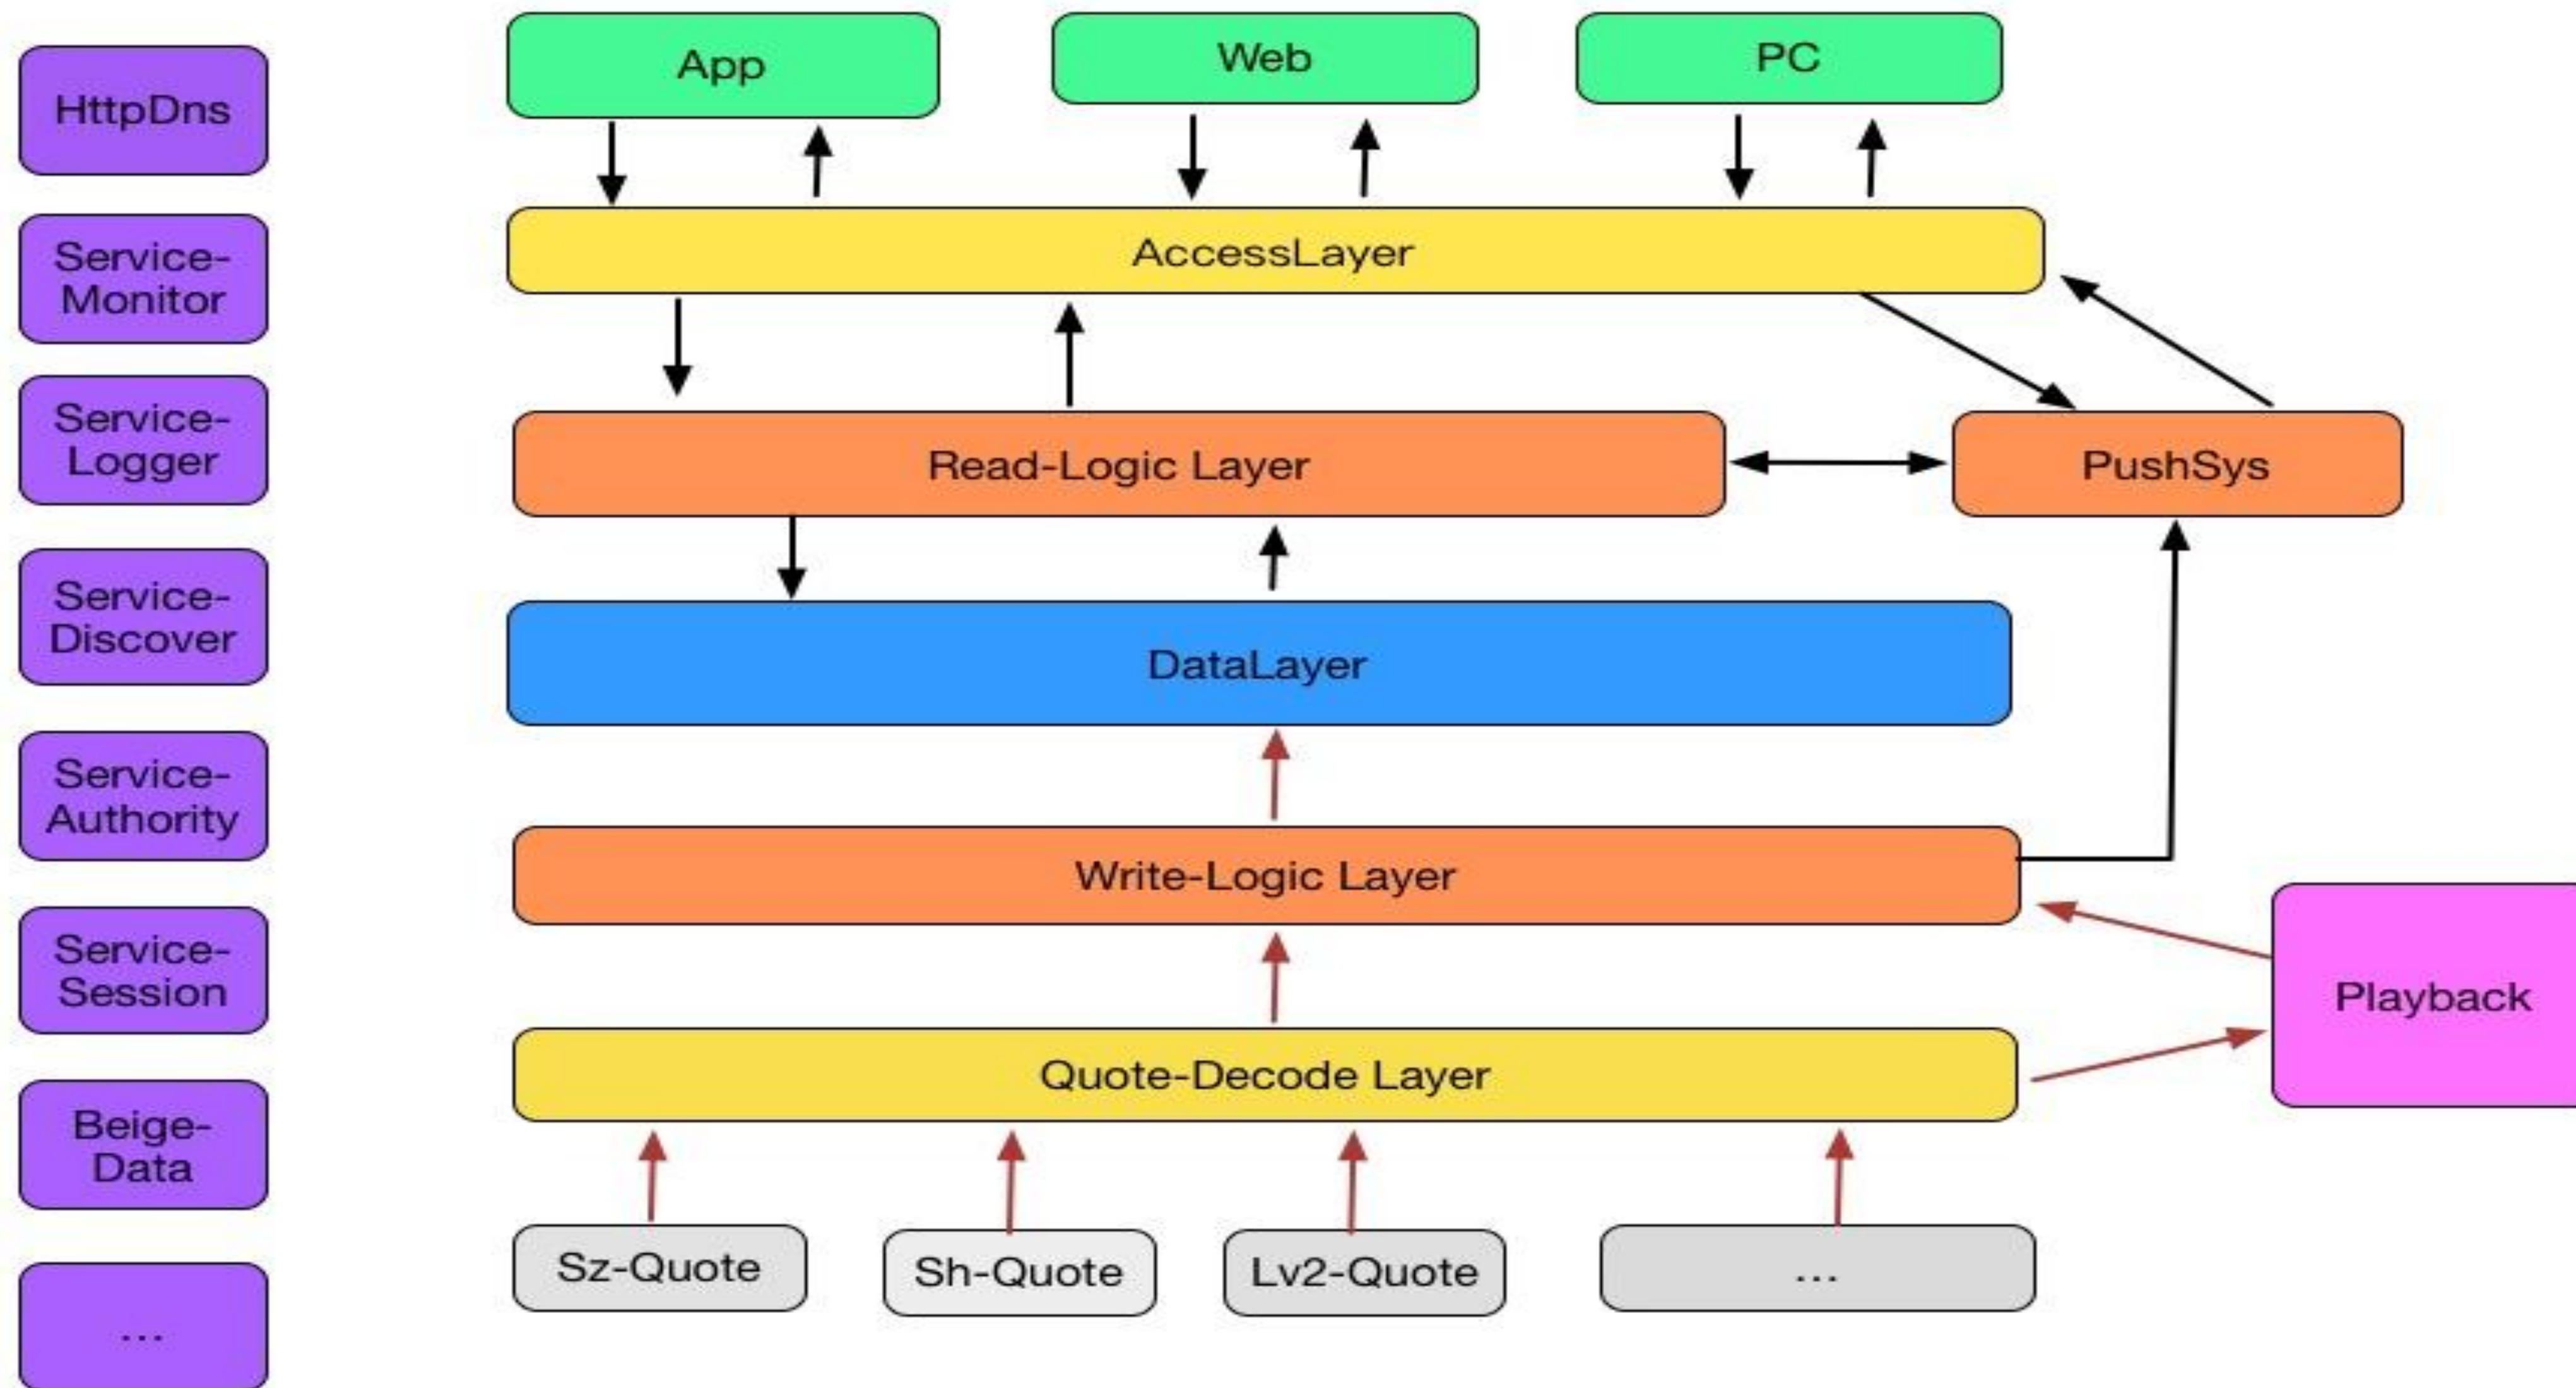 HttpDns
Service-
Monitor
Service-
Logger
Service-
Discover
Service-
Authority
Service-
Session
Beige-
Data
...
App
Web
PC
AccessLayer
Read-Logic Layer
PushSys
DataLayer
Write-Logic Layer
Playback
Quote-Decode Layer
Sz-Quote
Sh-Quote
Lv2-Quote
...